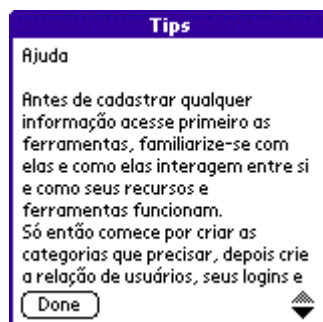 Tips
Ajuda
Antes de cadastrar qualquer
informação acesse primeiro as
ferramentas, familiarize-se com
elas e como elas interagem entre si
e como seus recursos e
ferramentas funcionam.
Só então comece por criar as
categorias que precisar, depois crie
a relação de usuários, seus logins e
Done